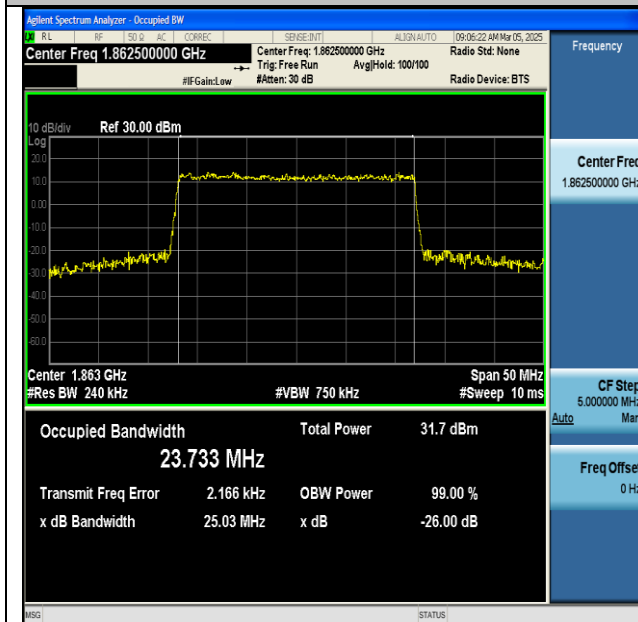 Agilent Spectrum Analyzer - Occupied BW
RL RF 50 Ω AC CORREC SENSE:INT ALIGN AUTO 09:06:22 AM Mar 05, 2025
Center Freq 1.862500000 GHz
Center Freq: 1.862500000 GHz Radio Std: None
Trig: Free Run Avg|Hold: 100/100
#IFGain:Low #Atten: 30 dB Radio Device: BTS
Frequency
10 dB/div Ref 30.00 dBm
Log
20.0
10.0
0.00
-10.0
-20.0
-30.0
-40.0
-50.0
-60.0
Center Freq
1.862500000 GHz
Center 1.863 GHz Span 50 MHz
#Res BW 240 kHz #VBW 750 kHz #Sweep 10 ms
CF Step
5.000000 MHz
Auto Man
Occupied Bandwidth Total Power 31.7 dBm
23.733 MHz
Transmit Freq Error 2.166 kHz OBW Power 99.00 %
x dB Bandwidth 25.03 MHz x dB -26.00 dB
Freq Offset
0 Hz
MSG STATUS